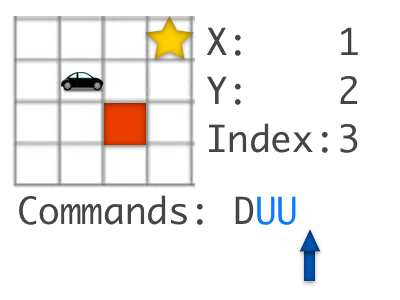 X: 1
Y: 2
Index:3
Commands: DUU